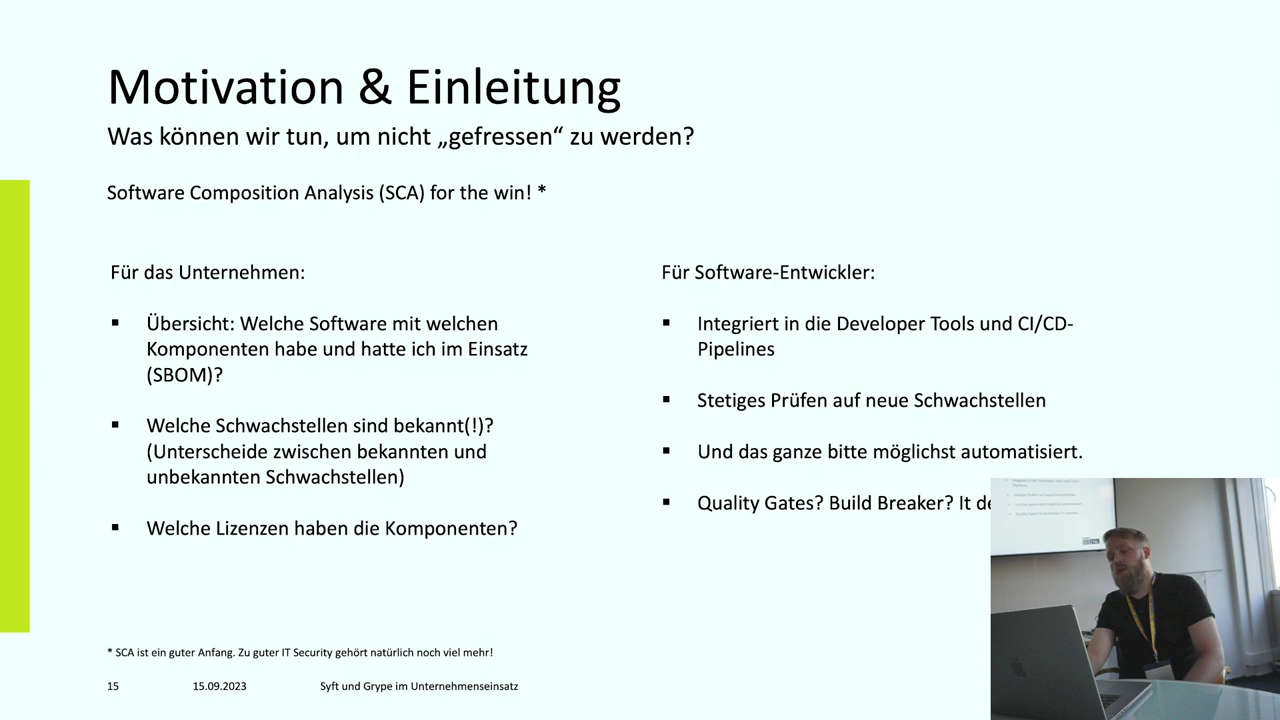 Motivation & Einleitung
Was können wir tun, um nicht „gefressen“ zu werden?
Software Composition Analysis (SCA) for the win! *
Für das Unternehmen:
▪ Übersicht: Welche Software mit welchen
Komponenten habe und hatte ich im Einsatz
(SBOM)?
▪ Welche Schwachstellen sind bekannt(!)?
(Unterscheide zwischen bekannten und
unbekannten Schwachstellen)
▪ Welche Lizenzen haben die Komponenten?
Für Software-Entwickler:
▪ Integriert in die Developer Tools und CI/CD-
Pipelines
▪ Stetiges Prüfen auf neue Schwachstellen
▪ Und das ganze bitte möglichst automatisiert.
▪ Quality Gates? Build Breaker? It de
* SCA ist ein guter Anfang. Zu guter IT Security gehört natürlich noch viel mehr!
15 15.09.2023 Syft und Grype im Unternehmenseinsatz